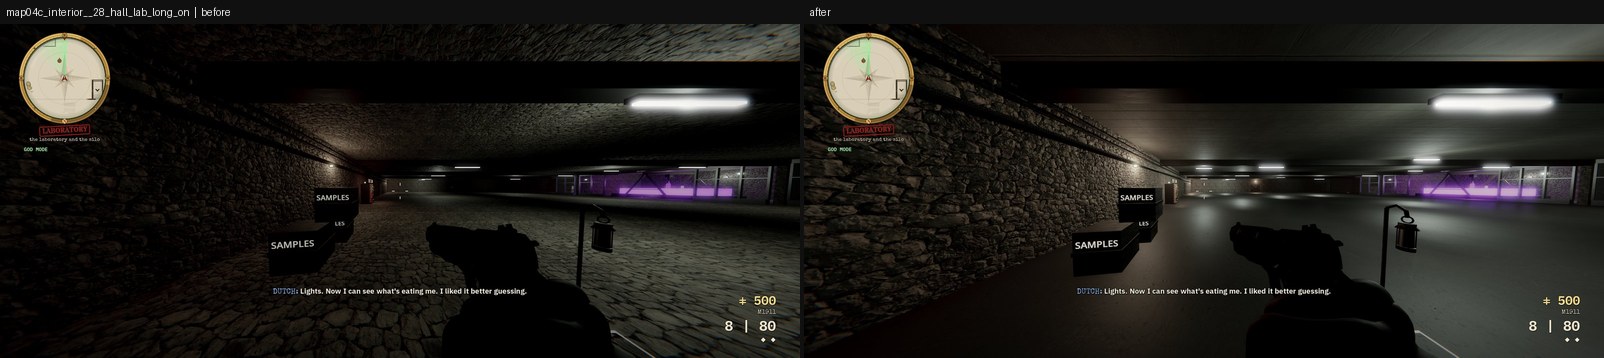 map04c_interior__28_hall_lab_long_on | before
after
LABORATORY
the laboratory and the silo
GOD MODE
SAMPLES
LES
SAMPLES
DUTCH: Lights. Now I can see what's eating me. I liked it better guessing.
+ 500
M1911
8 | 80
LABORATORY
the laboratory and the silo
GOD MODE
SAMPLES
LES
SAMPLES
DUTCH: Lights. Now I can see what's eating me. I liked it better guessing.
+ 500
M1911
8 | 80